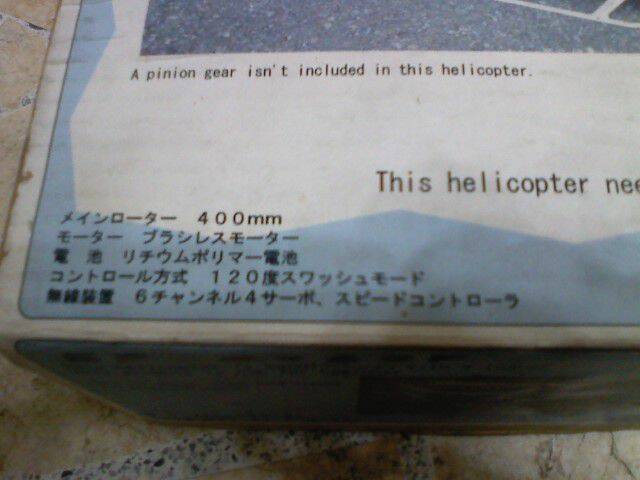 A pinion gear isn't included in this helicopter.
This helicopter
メインローター 400mm
モーター ブラシレスモーター
電 池 リチウムポリマー電池
コントロール方式 120度スワッシュモード
無線装置 6チャンネル4サーボ、スピードコントローラ